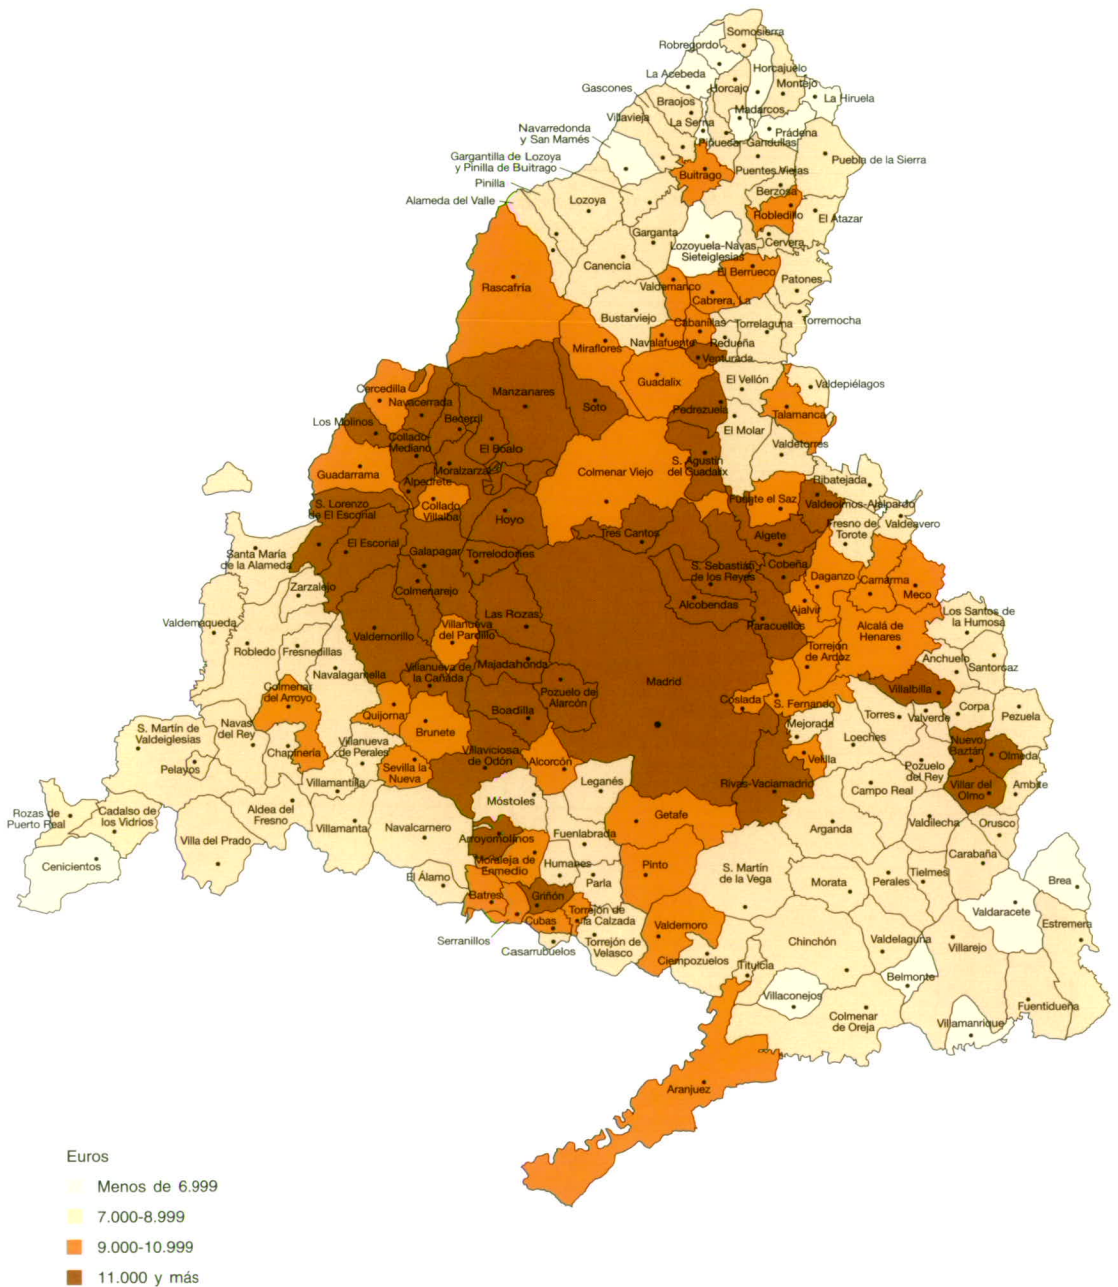 Somosierra
Robregordo
Horcajuelo
La Acebeda
Montejo
Horcajo
Gascones
La Hiruela
Braojos
Madarcos
Villavieja
La Serna
Prádena
Navarredonda
y San Mamés
Piñuecar-Gandullas
Gargantilla de Lozoya
y Pinilla de Buitrago
Puebla de la Sierra
Buitrago
Puentes Viejas
Pinilla
Berzosa
Alameda del Valle
Lozoya
Robledillo
El Atazar
Garganta
Cervera
Lozoyuela-Navas
Sieteiglesias
Canencia
El Berrueco
Rascafría
Valdemanco
Patones
Cabrera, La
Bustarviejo
Torremocha
Cabanillas
Torrelaguna
Miraflores
Navalafuente
Redueña
Venturada
Guadalix
El Vellón
Valdepiélagos
Cercedilla
Manzanares
Navacerrada
Soto
Pedrezuela
Talamanca
Los Molinos
Becerril
El Molar
Collado-
Mediano
El Boalo
Valdetorres
Moralzarzal
S. Agustín
del Guadalix
Guadarrama
Colmenar Viejo
Ribatejada
Alpedrete
Collado
Villalba
Fuente el Saz
Valdeolmos-Alalpardo
S. Lorenzo
de El Escorial
Hoyo
Valdeavero
Fresno de
Torote
Tres Cantos
Algete
El Escorial
Galapagar
Torrelodones
Santa María
de la Alameda
S. Sebastián
de los Reyes
Cobeña
Daganzo
Camarma
Meco
Zarzalejo
Colmenarejo
Alcobendas
Ajalvir
Las Rozas
Los Santos de
la Humosa
Valdemaqueda
Valdemorillo
Villanueva
del Pardillo
Paracuellos
Alcalá de
Henares
Robledo
Fresnedillas
Torrejón
de Ardoz
Anchuelo
Santorcaz
Navalagamella
Villanueva de
la Cañada
Majadahonda
Madrid
Colmenar
del Arroyo
Pozuelo de
Alarcón
Villalbilla
Coslada
S. Fernando
Quijorna
Boadilla
Corpa
Pezuela
Torres
Valverde
S. Martín de
Valdeiglesias
Navas
del Rey
Brunete
Mejorada
Chapinería
Villanueva
de Perales
Villaviciosa
de Odón
Loeches
Nuevo
Baztán
Olmeda
Pelayos
Sevilla la
Nueva
Alcorcón
Velilla
Pozuelo
del Rey
Villamantilla
Leganés
Rivas-Vaciamadrid
Campo Real
Villar del
Olmo
Ambite
Móstoles
Rozas de
Puerto Real
Cadalso de
los Vidrios
Aldea del
Fresno
Getafe
Valdilecha
Orusco
Villamanta
Navalcarnero
Arganda
Villa del Prado
Arroyomolinos
Fuenlabrada
Carabaña
Moraleja de
Enmedio
Cenicientos
Humanes
Pinto
S. Martín
de la Vega
El Álamo
Parla
Morata
Perales
Tielmes
Brea
Batres
Griñón
Valdaracete
Cubas
Torrejón de
la Calzada
Estremera
Serranillos
Valdemoro
Chinchón
Valdelaguna
Villarejo
Casarrubuelos
Torrejón de
Velasco
Ciempozuelos
Titulcia
Belmonte
Villaconejos
Fuentidueña
Colmenar
de Oreja
Villamanrique
Aranjuez
Euros
Menos de 6.999
7.000-8.999
9.000-10.999
11.000 y más